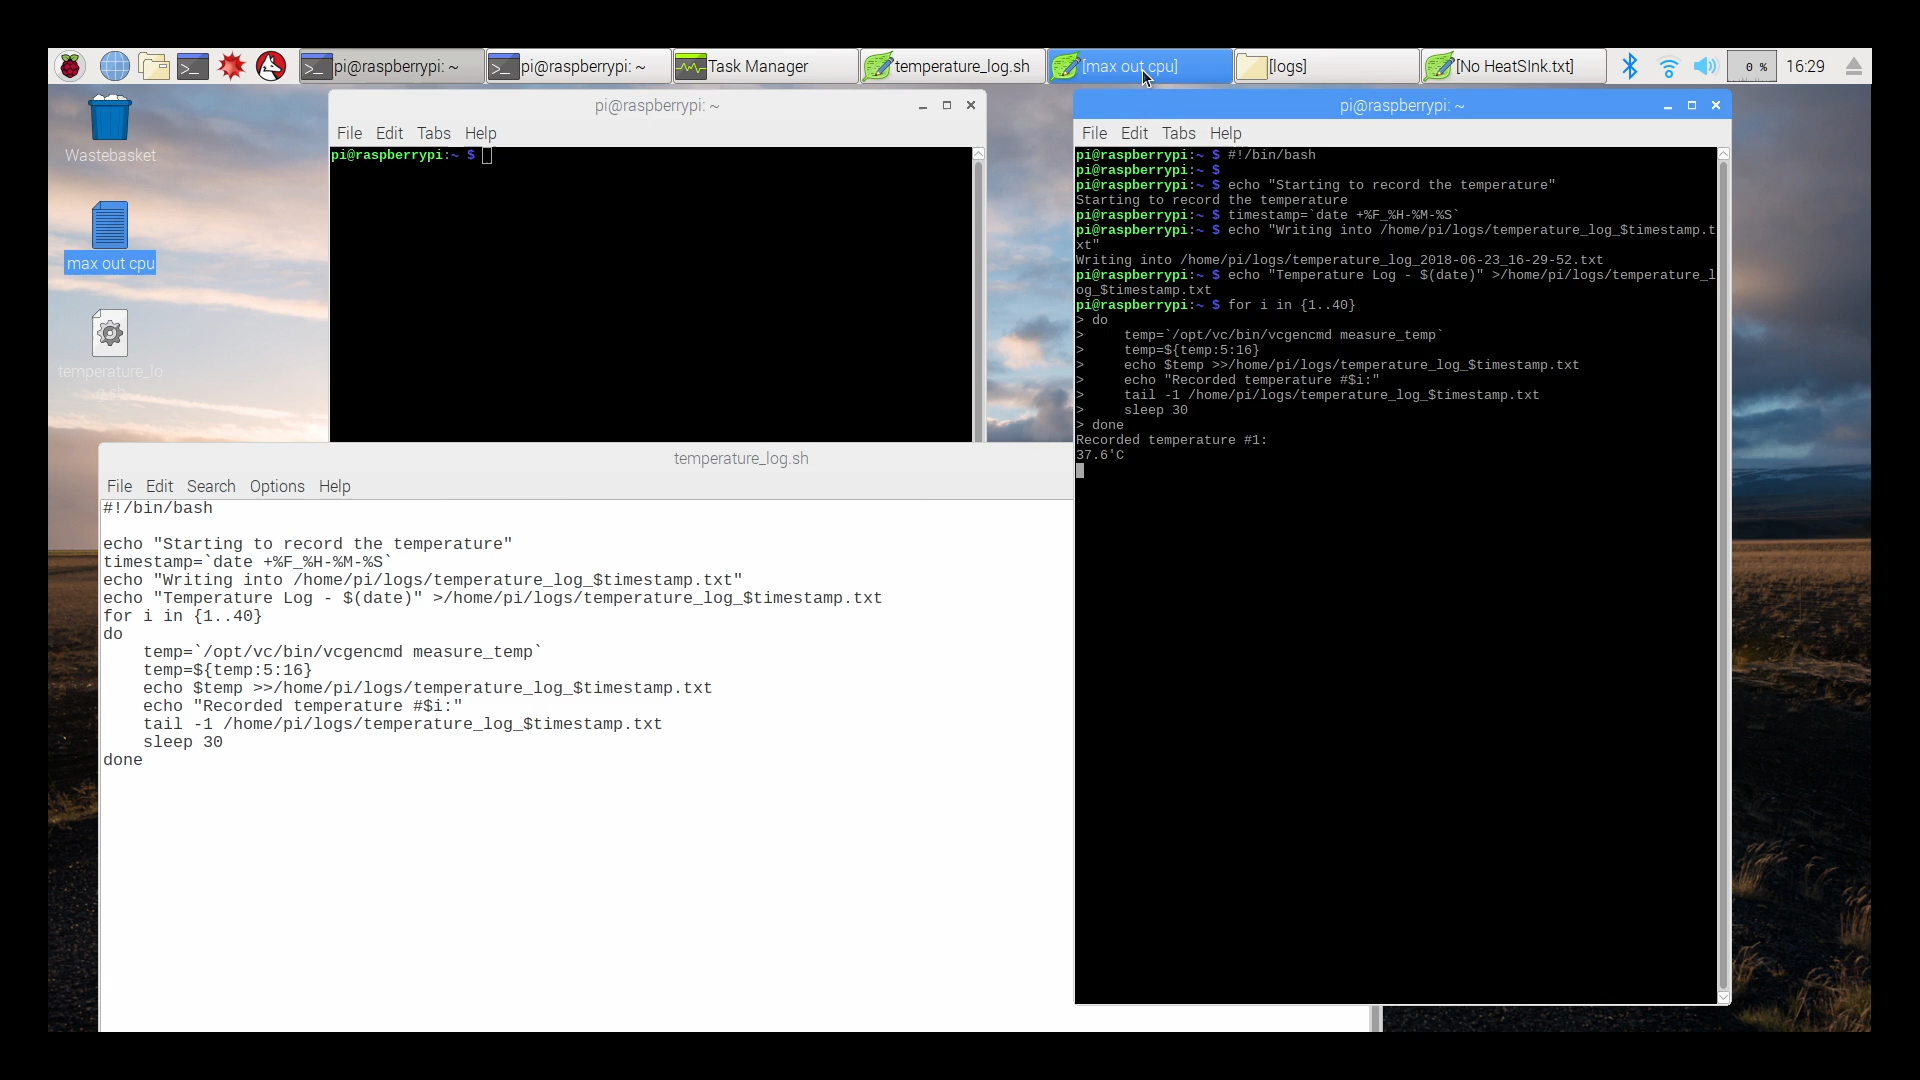 pi@raspberrypi: ~
pi@raspberrypi: ~
Task Manager
temperature_log.sh
[max out cpu]
[logs]
[No HeatSInk.txt]
0 %
16:29
Wastebasket
max out cpu
temperature_lo
g.sh
pi@raspberrypi: ~
File Edit Tabs Help
pi@raspberrypi:~ $
temperature_log.sh
File Edit Search Options Help
#!/bin/bash
echo "Starting to record the temperature"
timestamp=`date +%F_%H-%M-%S`
echo "Writing into /home/pi/logs/temperature_log_$timestamp.txt"
echo "Temperature Log - $(date)" >/home/pi/logs/temperature_log_$timestamp.txt
for i in {1..40}
do
temp=`/opt/vc/bin/vcgencmd measure_temp`
temp=${temp:5:16}
echo $temp >>/home/pi/logs/temperature_log_$timestamp.txt
echo "Recorded temperature #$i:"
tail -1 /home/pi/logs/temperature_log_$timestamp.txt
sleep 30
done
pi@raspberrypi: ~
File Edit Tabs Help
pi@raspberrypi:~ $ #!/bin/bash
pi@raspberrypi:~ $
pi@raspberrypi:~ $ echo "Starting to record the temperature"
Starting to record the temperature
pi@raspberrypi:~ $ timestamp=`date +%F_%H-%M-%S`
pi@raspberrypi:~ $ echo "Writing into /home/pi/logs/temperature_log_$timestamp.t
xt"
Writing into /home/pi/logs/temperature_log_2018-06-23_16-29-52.txt
pi@raspberrypi:~ $ echo "Temperature Log - $(date)" >/home/pi/logs/temperature_l
og_$timestamp.txt
pi@raspberrypi:~ $ for i in {1..40}
> do
> temp=`/opt/vc/bin/vcgencmd measure_temp`
> temp=${temp:5:16}
> echo $temp >>/home/pi/logs/temperature_log_$timestamp.txt
> echo "Recorded temperature #$i:"
> tail -1 /home/pi/logs/temperature_log_$timestamp.txt
> sleep 30
> done
Recorded temperature #1:
37.6'C